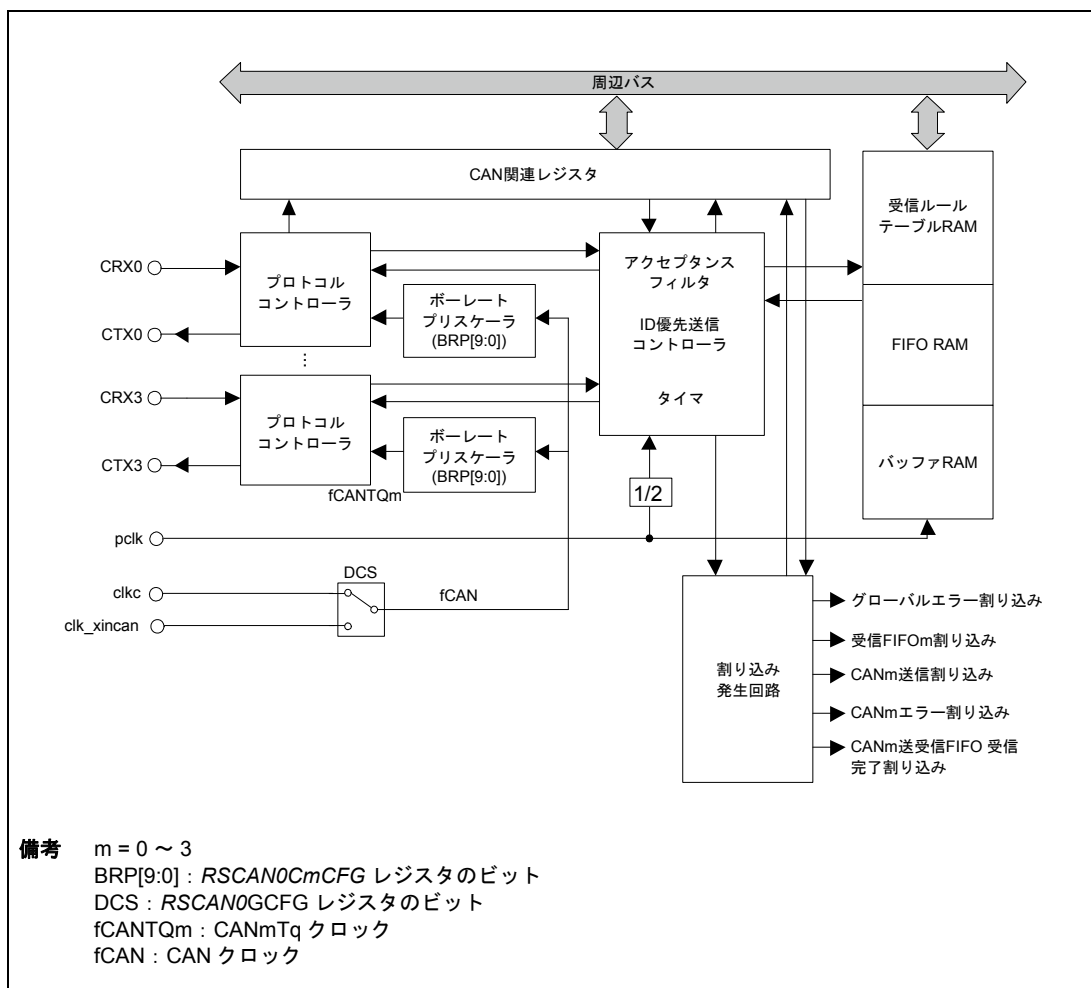 周辺バス
CAN関連レジスタ
受信ルール
テーブルRAM
FIFO RAM
バッファRAM
CRX0
CTX0
プロトコル
コントローラ
ボーレート
プリスケーラ
(BRP[9:0])
アクセプタンス
フィルタ
ID優先送信
コントローラ
タイマ
⋮
CRX3
CTX3
プロトコル
コントローラ
ボーレート
プリスケーラ
(BRP[9:0])
fCANTQm
1/2
pclk
clkc
clk_xincan
DCS
fCAN
割り込み
発生回路
グローバルエラー割り込み
受信FIFOm割り込み
CANm送信割り込み
CANmエラー割り込み
CANm送受信FIFO 受信
完了割り込み
備考 m = 0 ～ 3
BRP[9:0] : RSCAN0CmCFG レジスタのビット
DCS : RSCAN0GCFG レジスタのビット
fCANTQm : CANmTq クロック
fCAN : CAN クロック